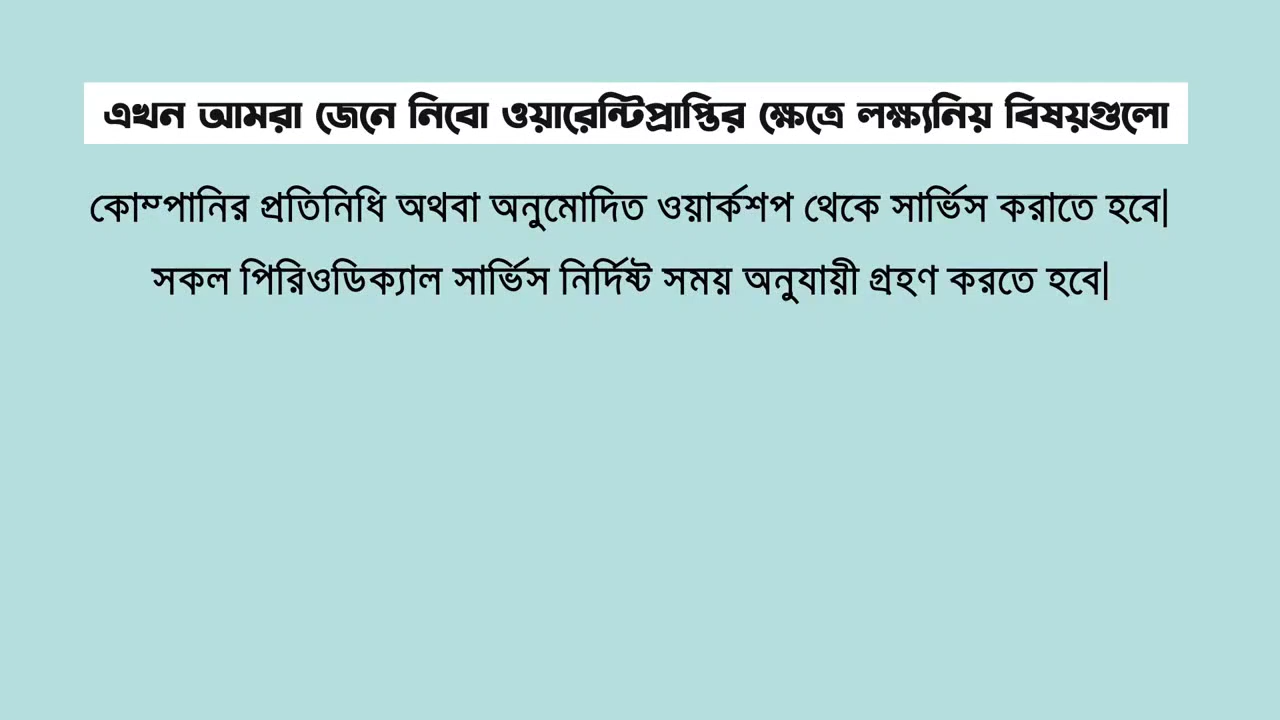 এখন আমরা জেনে নিবো ওয়ারেন্টিপ্রাপ্তির ক্ষেত্রে লক্ষ্যনিয় বিষয়গুলো
কোম্পানির প্রতিনিধি অথবা অনুমোদিত ওয়ার্কশপ থেকে সার্ভিস করাতে হবে|
সকল পিরিওডিক্যাল সার্ভিস নির্দিষ্ট সময় অনুযায়ী গ্রহণ করতে হবে|